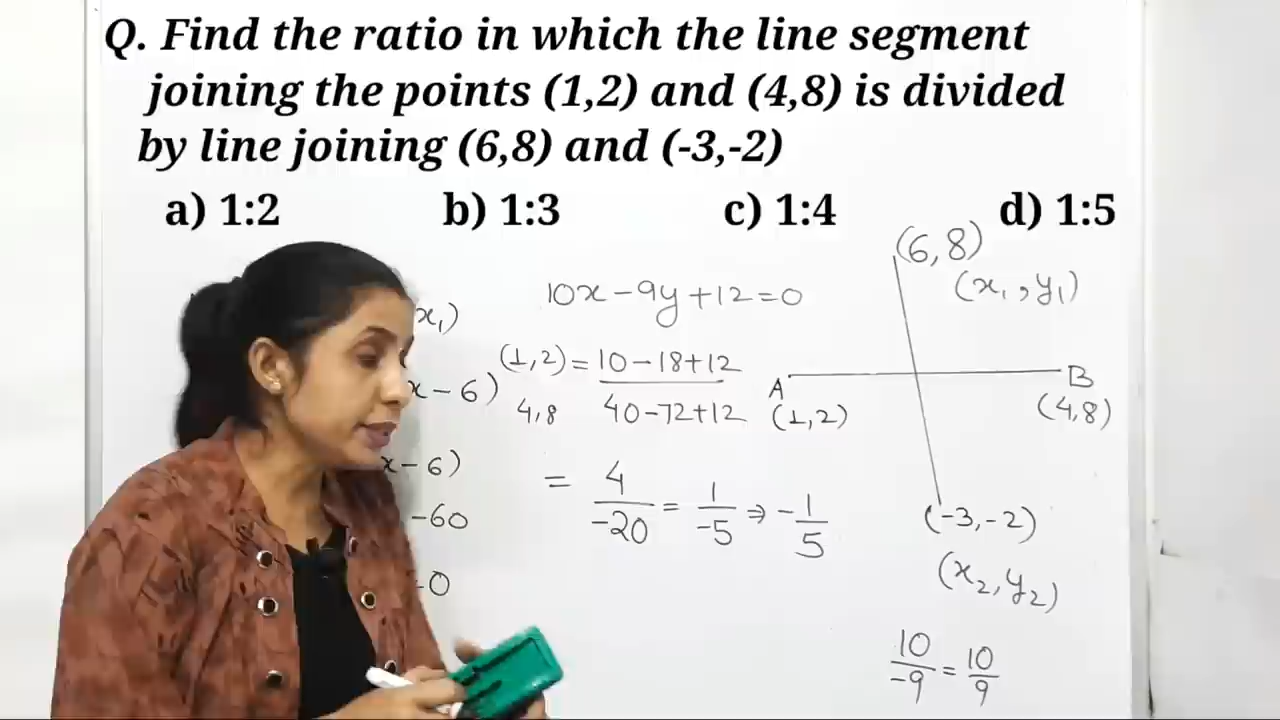 Q. Find the ratio in which the line segment
joining the points (1,2) and (4,8) is divided
by line joining (6,8) and (-3,-2)
a) 1:2 b) 1:3 c) 1:4 d) 1:5
(6,8)
(x₁, y₁)
x₁)
10x-9y+12=0
(1,2) = 10-18+12
x-6) 4,8 40-72+12
A B
(1,2) (4,8)
x-6)
= 4/-20 = 1/-5 ⇒ -1/5
-60
(-3,-2)
(x₂, y₂)
-0
10/-9 = 10/9